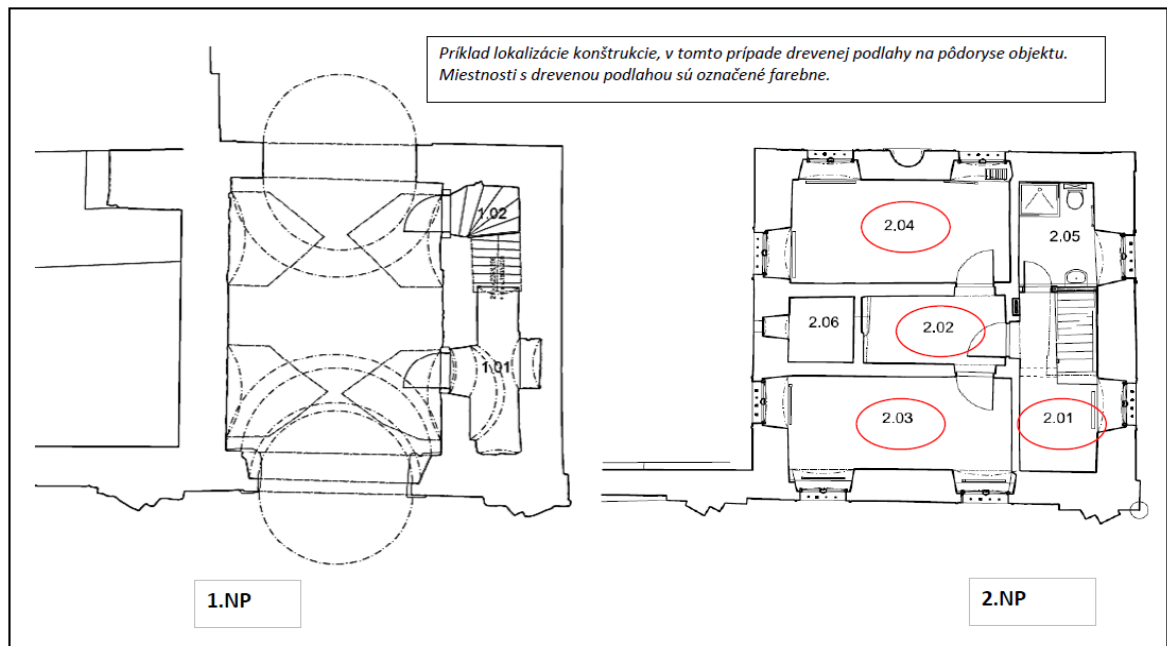 Príklad lokalizácie konštrukcie, v tomto prípade drevenej podlahy na pôdoryse objektu.
Miestnosti s drevenou podlahou sú označené farebne.
1.02
1.01
2.04
2.05
2.06
2.02
2.03
2.01
1.NP
2.NP